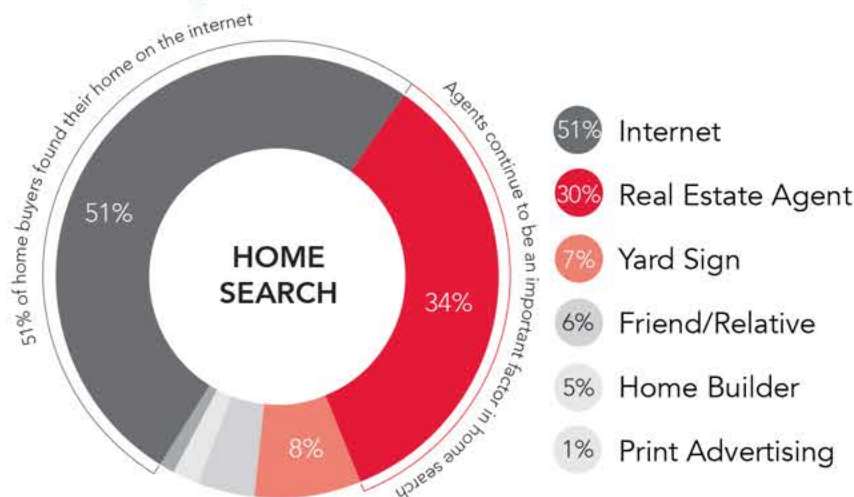 51% of home buyers found their home on the internet
Agents continue to be an important factor in home search
51%
HOME
SEARCH
34%
8%
51% Internet
30% Real Estate Agent
7% Yard Sign
6% Friend/Relative
5% Home Builder
1% Print Advertising